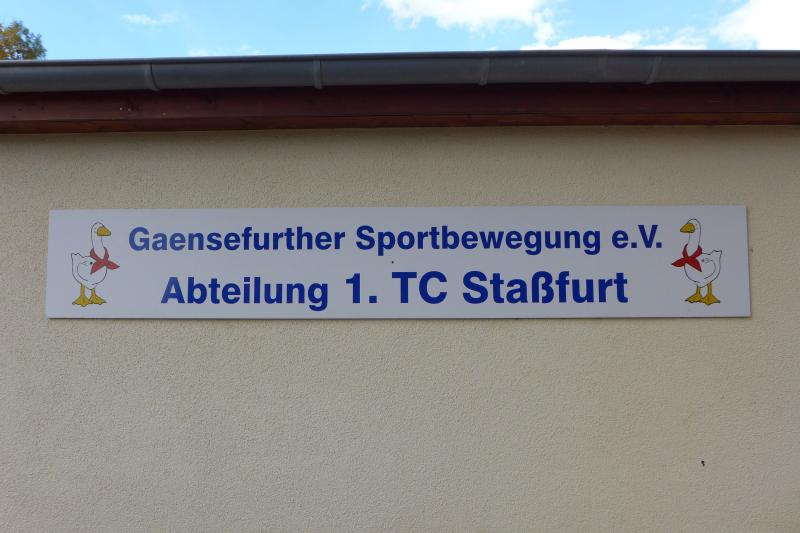 Gaensefurther Sportbewegung e.V.
Abteilung 1. TC Staßfurt